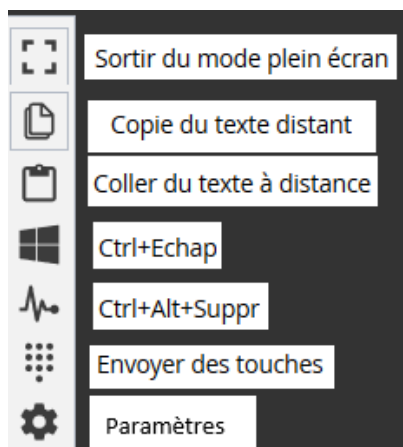 Sortir du mode plein écran
Copie du texte distant
Coller du texte à distance
Ctrl+Echap
Ctrl+Alt+Suppr
Envoyer des touches
Paramètres